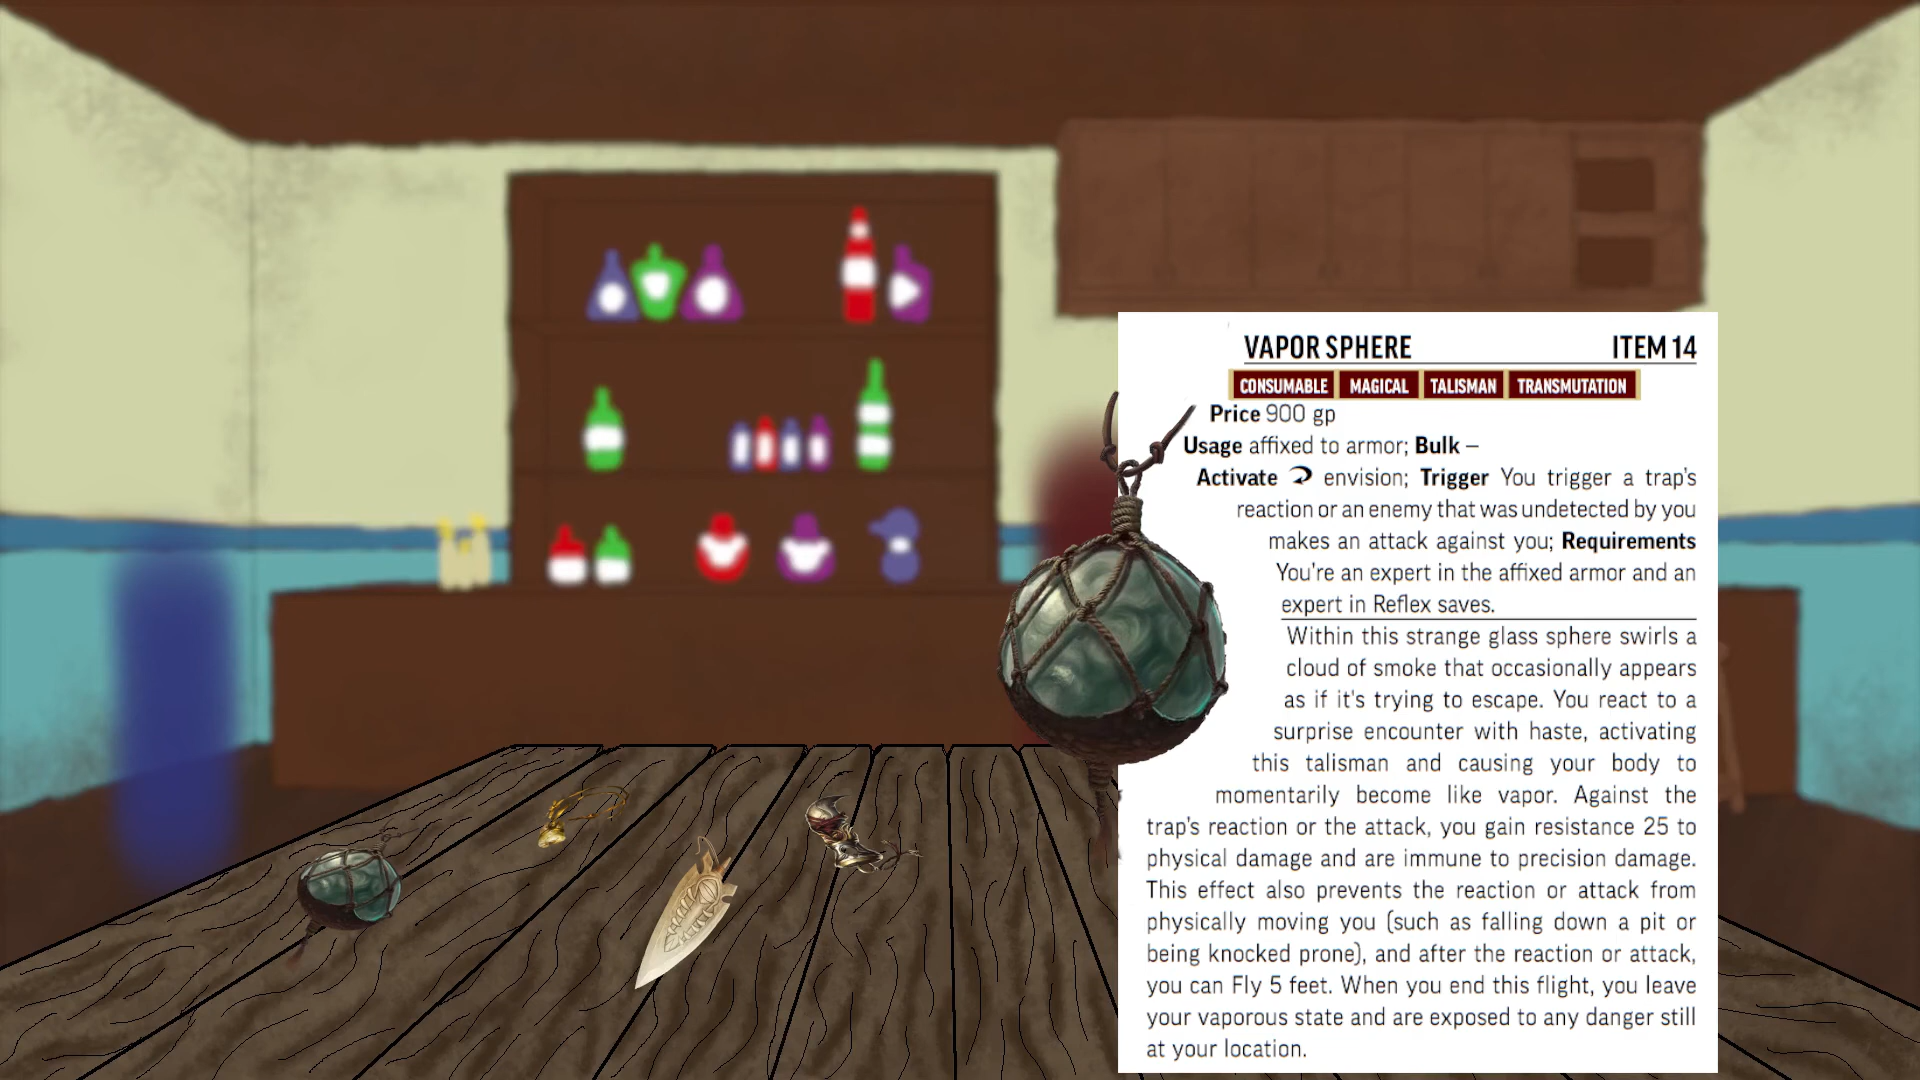 VAPOR SPHERE ITEM 14
CONSUMABLE MAGICAL TALISMAN TRANSMUTATION
Price 900 gp
Usage affixed to armor; Bulk –
Activate envision; Trigger You trigger a trap's
reaction or an enemy that was undetected by you
makes an attack against you; Requirements
You're an expert in the affixed armor and an
expert in Reflex saves.
Within this strange glass sphere swirls a
cloud of smoke that occasionally appears
as if it's trying to escape. You react to a
surprise encounter with haste, activating
this talisman and causing your body to
momentarily become like vapor. Against the
trap's reaction or the attack, you gain resistance 25 to
physical damage and are immune to precision damage.
This effect also prevents the reaction or attack from
physically moving you (such as falling down a pit or
being knocked prone), and after the reaction or attack,
you can Fly 5 feet. When you end this flight, you leave
your vaporous state and are exposed to any danger still
at your location.